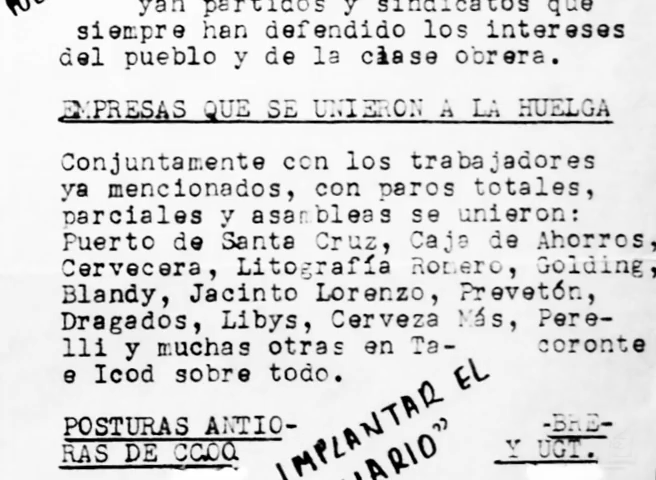 yan partidos y sindicatos que
siempre han defendido los intereses
del pueblo y de la clase obrera.
EMPRESAS QUE SE UNIERON A LA HUELGA
Conjuntamente con los trabajadores
ya mencionados, con paros totales,
parciales y asambleas se unieron:
Puerto de Santa Cruz, Caja de Ahorros,
Cervecera, Litografía Romero, Golding,
Blandy, Jacinto Lorenzo, Prevetón,
Dragados, Libys, Cerveza Más, Pere-
lli y muchas otras en Ta- coronte
e Icod sobre todo.
POSTURAS ANTIO- -BRE-
RAS DE CCOO Y UGT.
IMPLANTAR EL